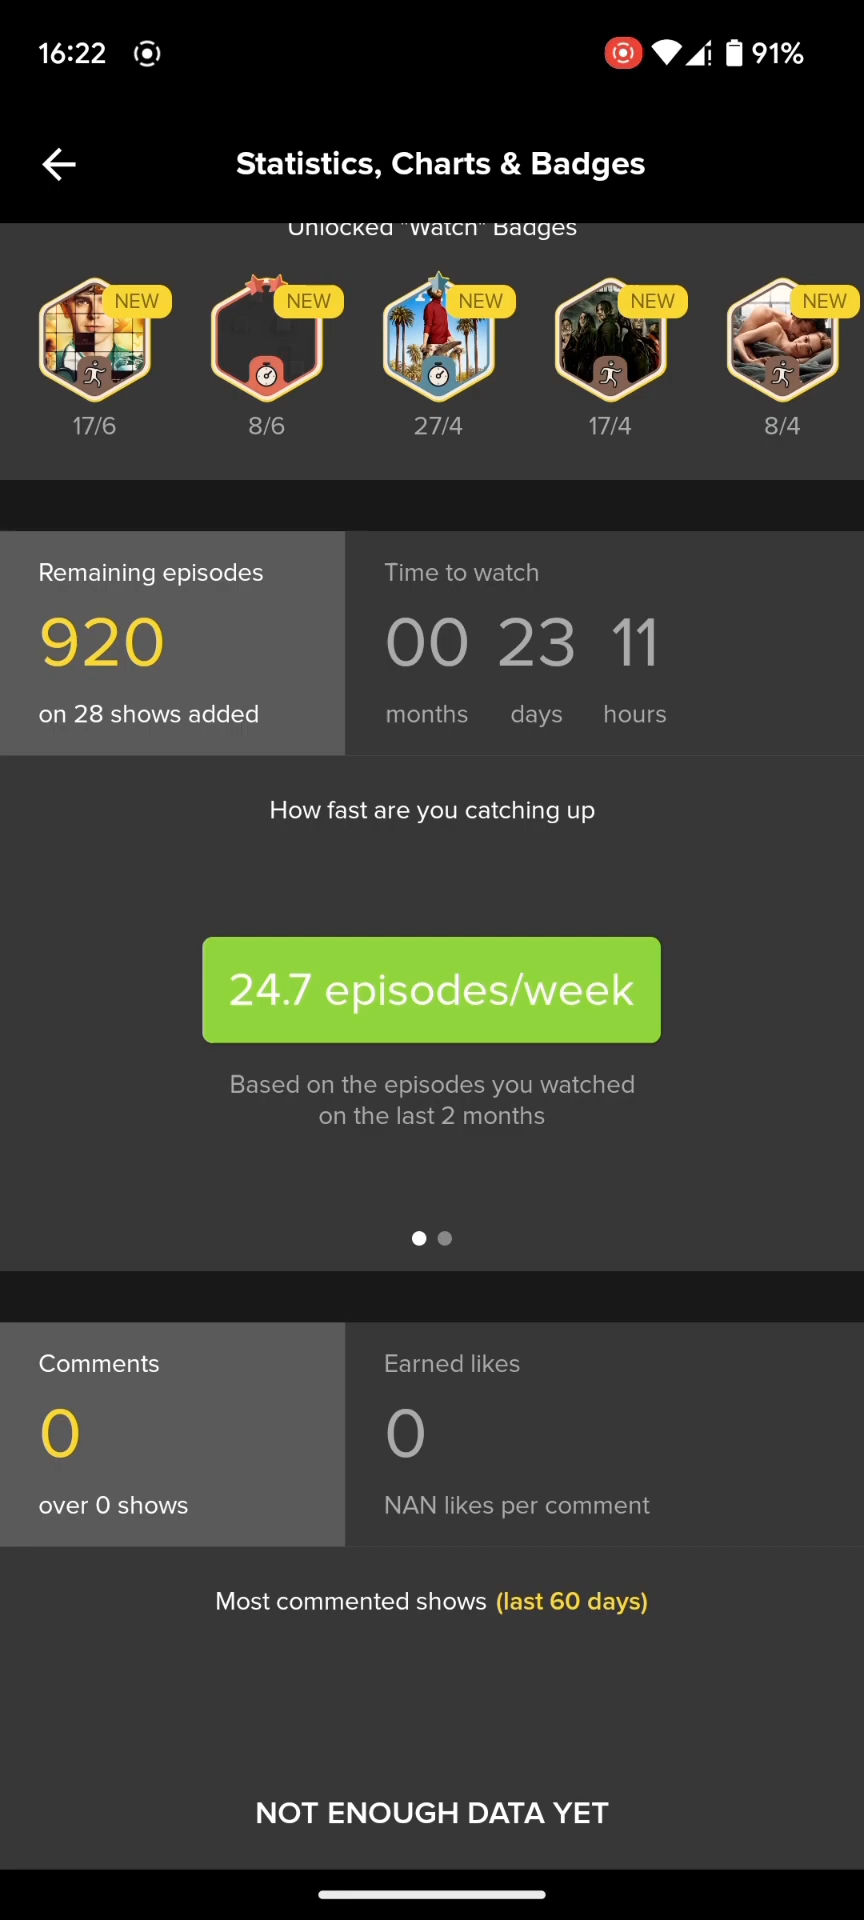 16:22
91%
Statistics, Charts & Badges
Unlocked "Watch" Badges
NEW NEW NEW NEW NEW
17/6 8/6 27/4 17/4 8/4
Remaining episodes
920
on 28 shows added
Time to watch
00 23 11
months days hours
How fast are you catching up
24.7 episodes/week
Based on the episodes you watched
on the last 2 months
Comments
0
over 0 shows
Earned likes
0
NAN likes per comment
Most commented shows (last 60 days)
NOT ENOUGH DATA YET